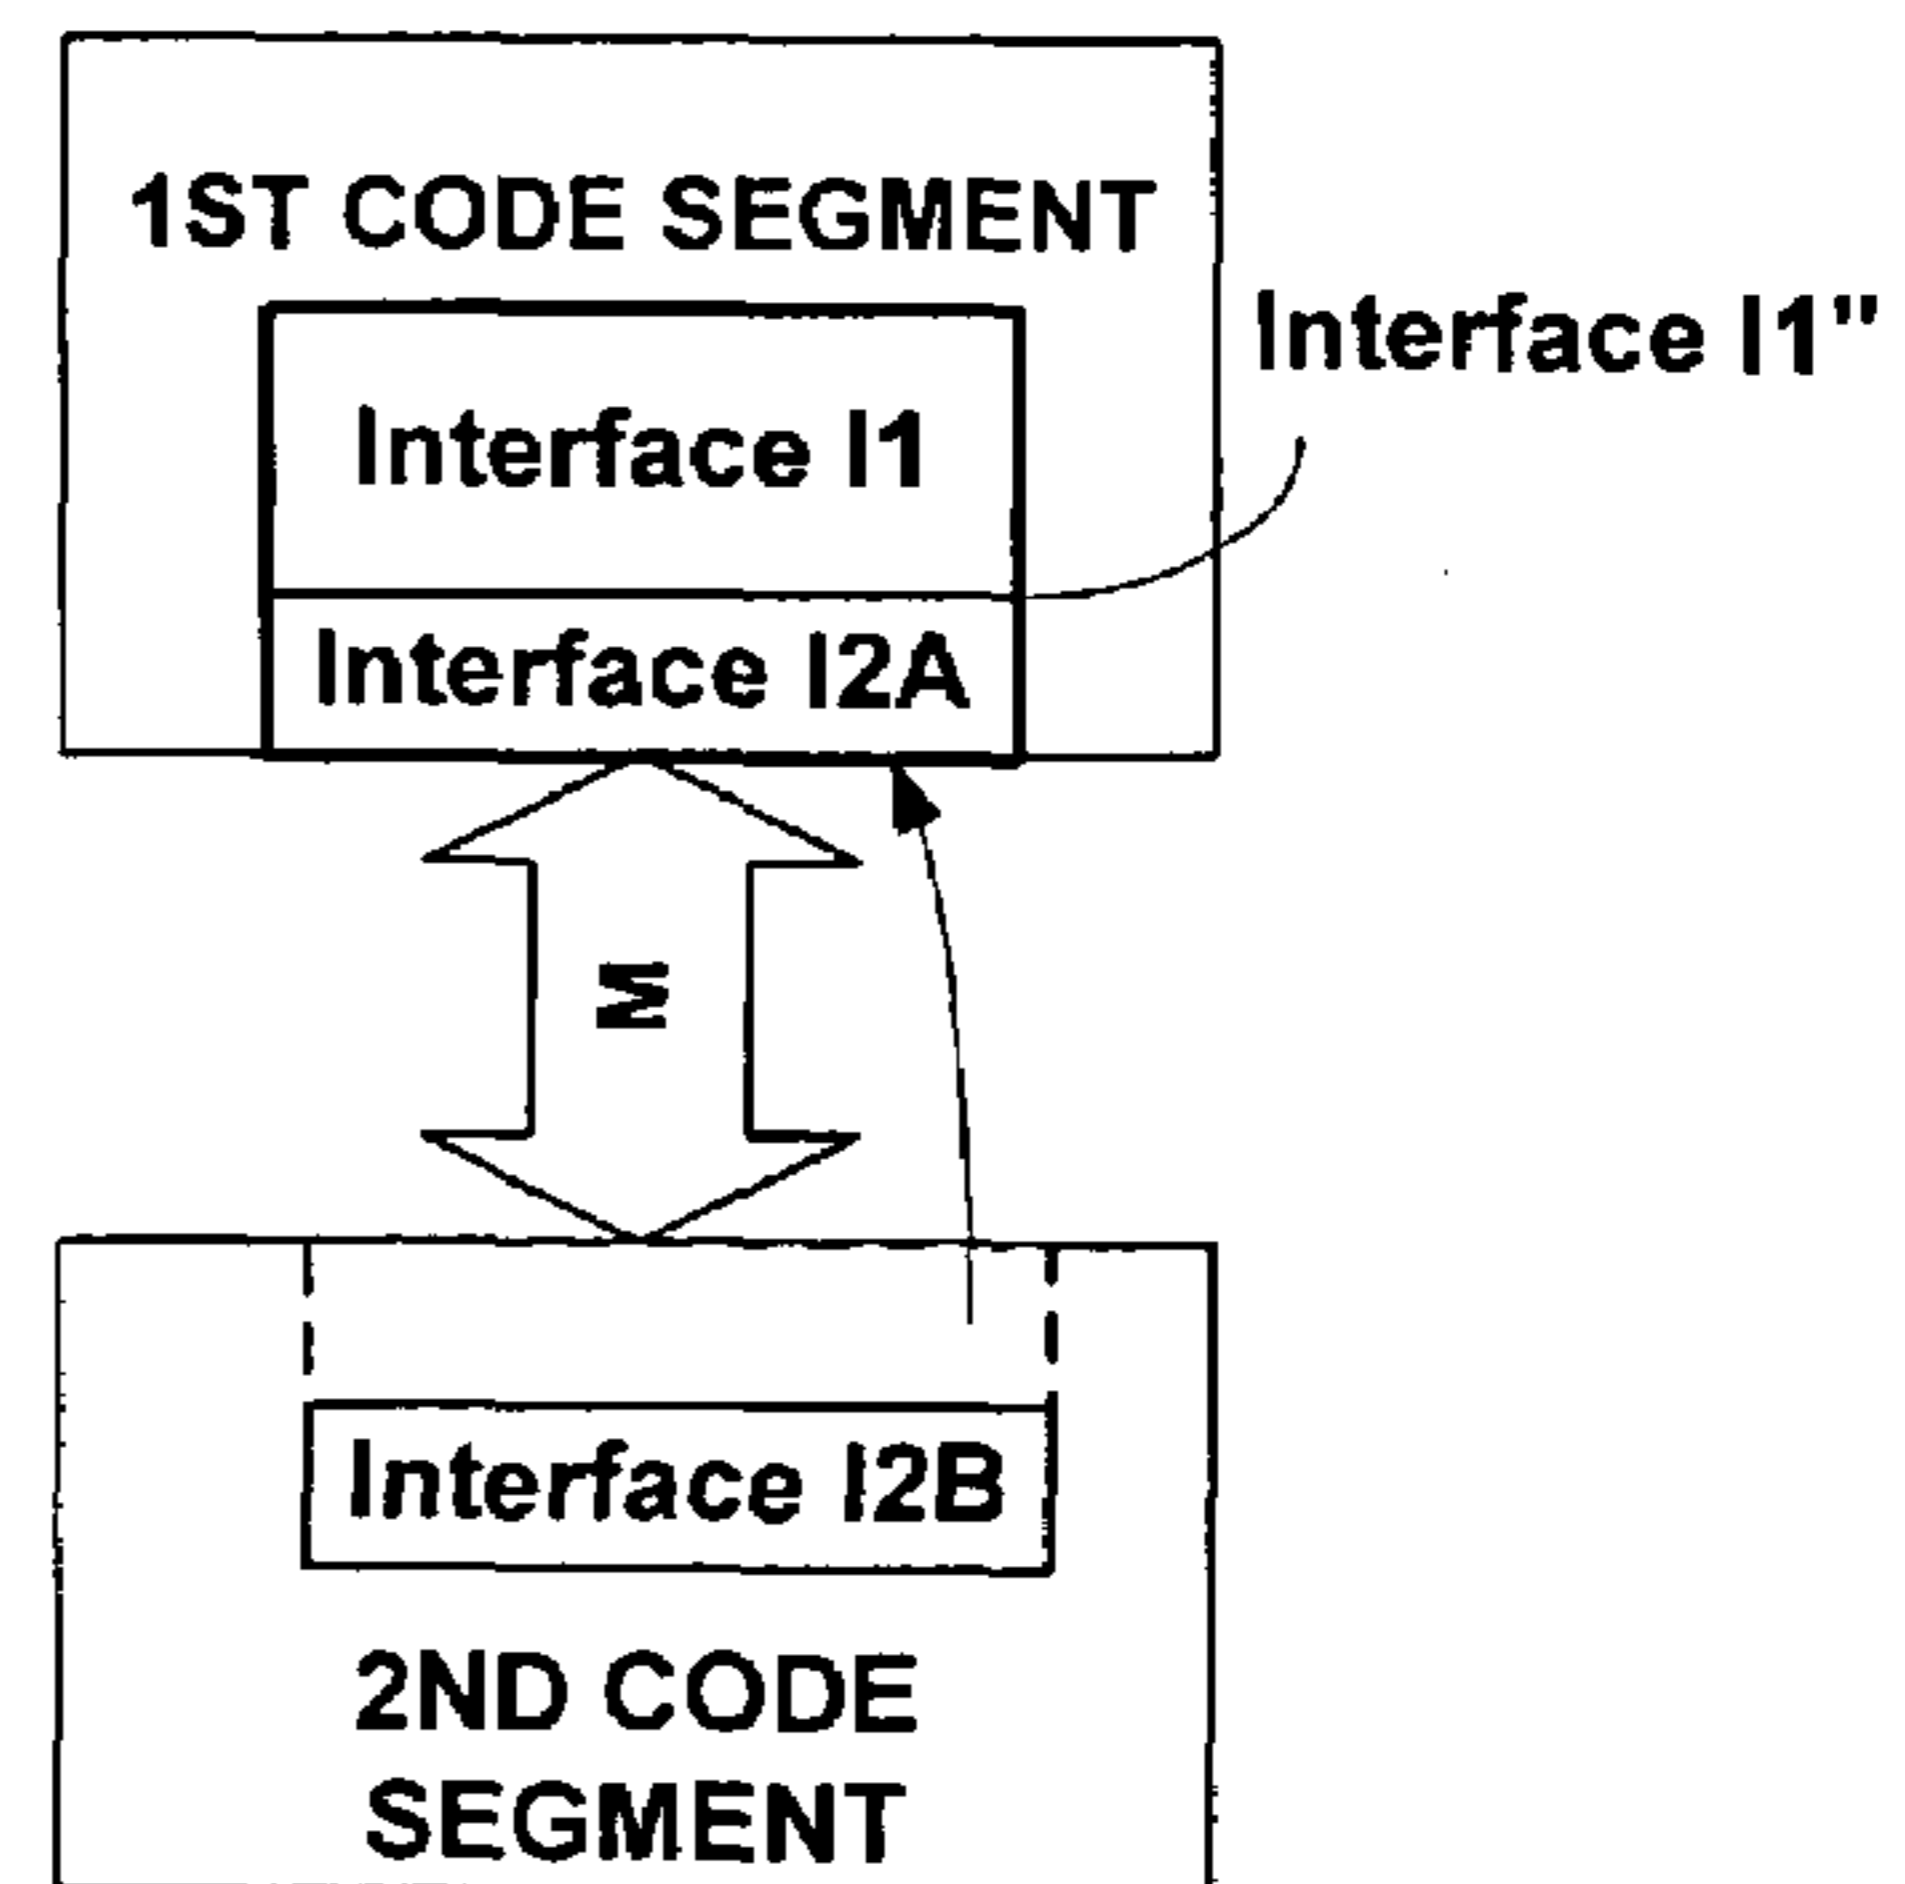 1ST CODE SEGMENT
Interface I1"
Interface I1
Interface I2A
M
Interface I2B
2ND CODE
SEGMENT